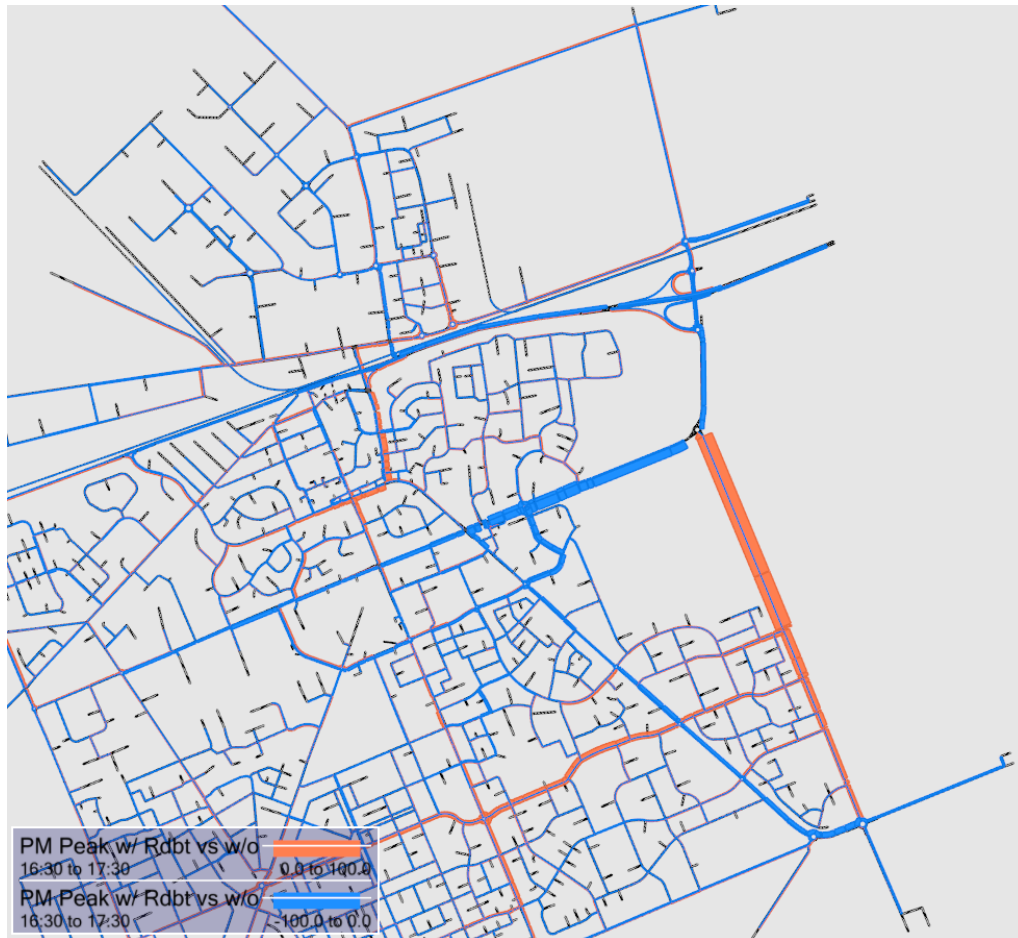 PM Peak w/ Rdbt vs w/o
16:30 to 17:30 0.0 to 100.0
PM Peak w/ Rdbt vs w/o
16:30 to 17:30 -100.0 to 0.0